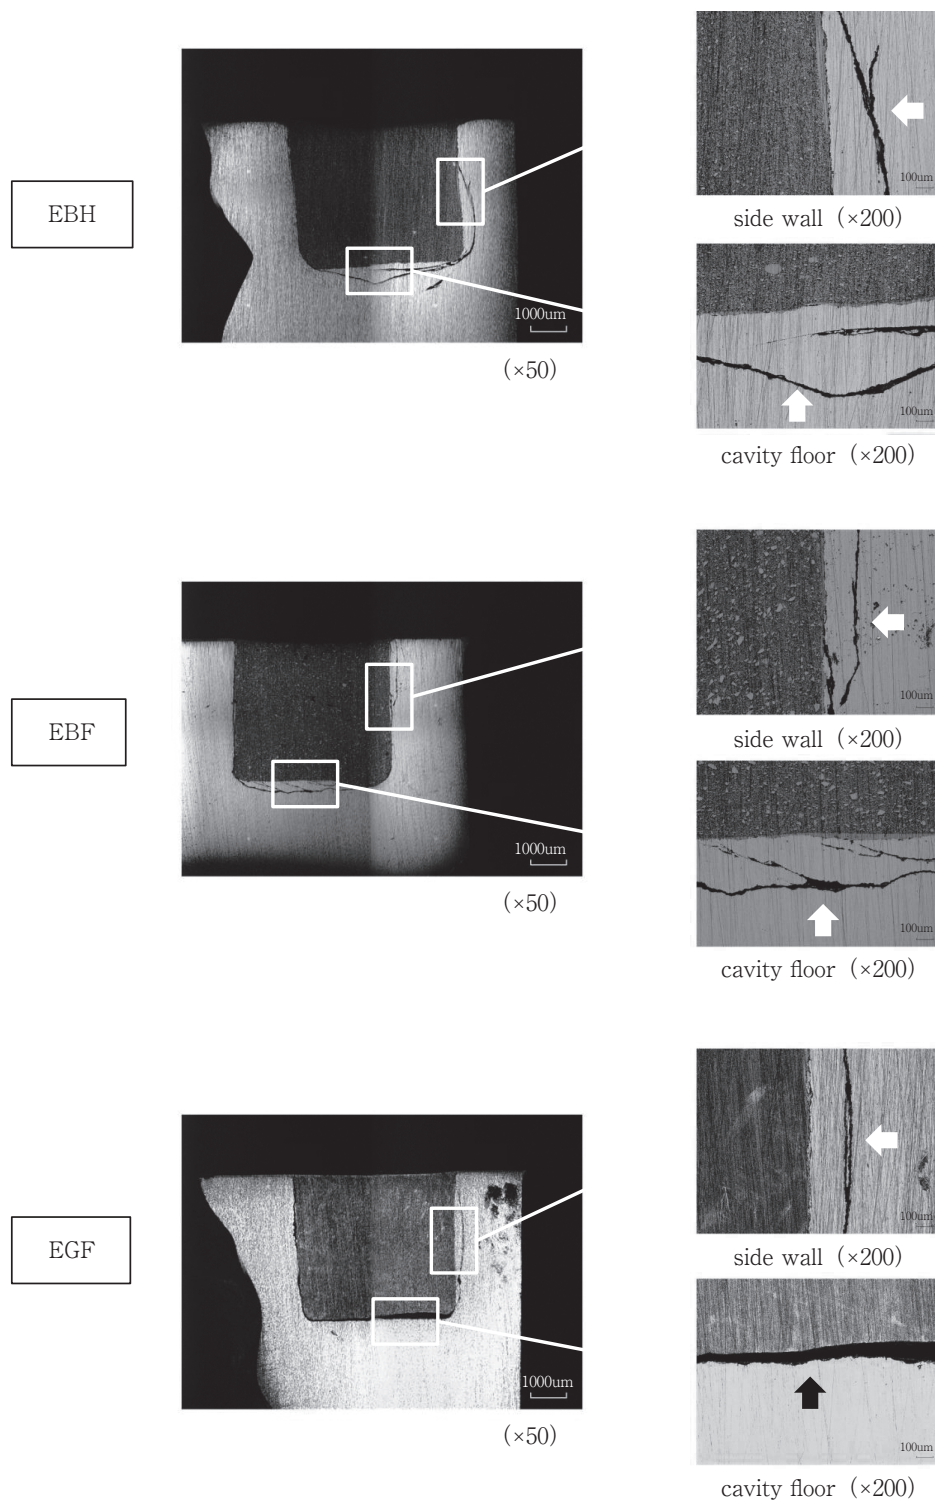 EBH
1000um
(×50)
100um
side wall (×200)
100um
cavity floor (×200)
EBF
1000um
(×50)
100um
side wall (×200)
100um
cavity floor (×200)
EGF
1000um
(×50)
100um
side wall (×200)
100um
cavity floor (×200)